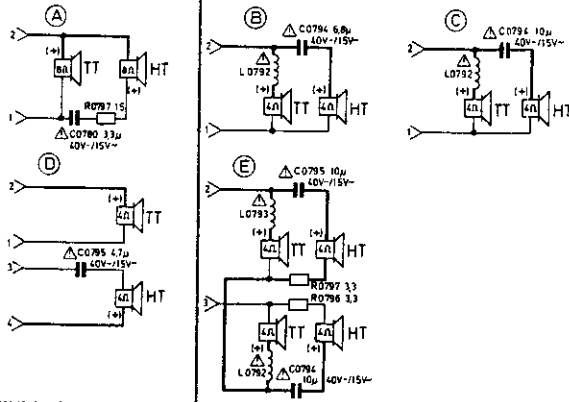 A
2
(+)
8Ω
TT
8Ω
HT
(+)
R0797 1,5
1
⚠ C0780 3,3µ
40V-/15V~
B
⚠ C0794 6,8µ
40V-/15V~
2
⚠
L0792
(+)
(+)
4Ω
TT
4Ω
HT
1
C
⚠ C0794 10µ
40V-/15V~
2
⚠
L0792
(+)
(+)
4Ω
TT
4Ω
HT
1
D
2
(+)
4Ω
TT
1
⚠ C0795 4,7µ
40V-/15V~
3
4Ω
HT
(+)
4
E
⚠ C0795 10µ
40V-/15V~
2
⚠
L0793
(+)
(+)
4Ω
TT
4Ω
HT
R0797 3,3
R0796 3,3
3
4Ω
TT
4Ω
HT
(+)
(+)
⚠
L0792
⚠ C0794
10µ
40V-/15V~